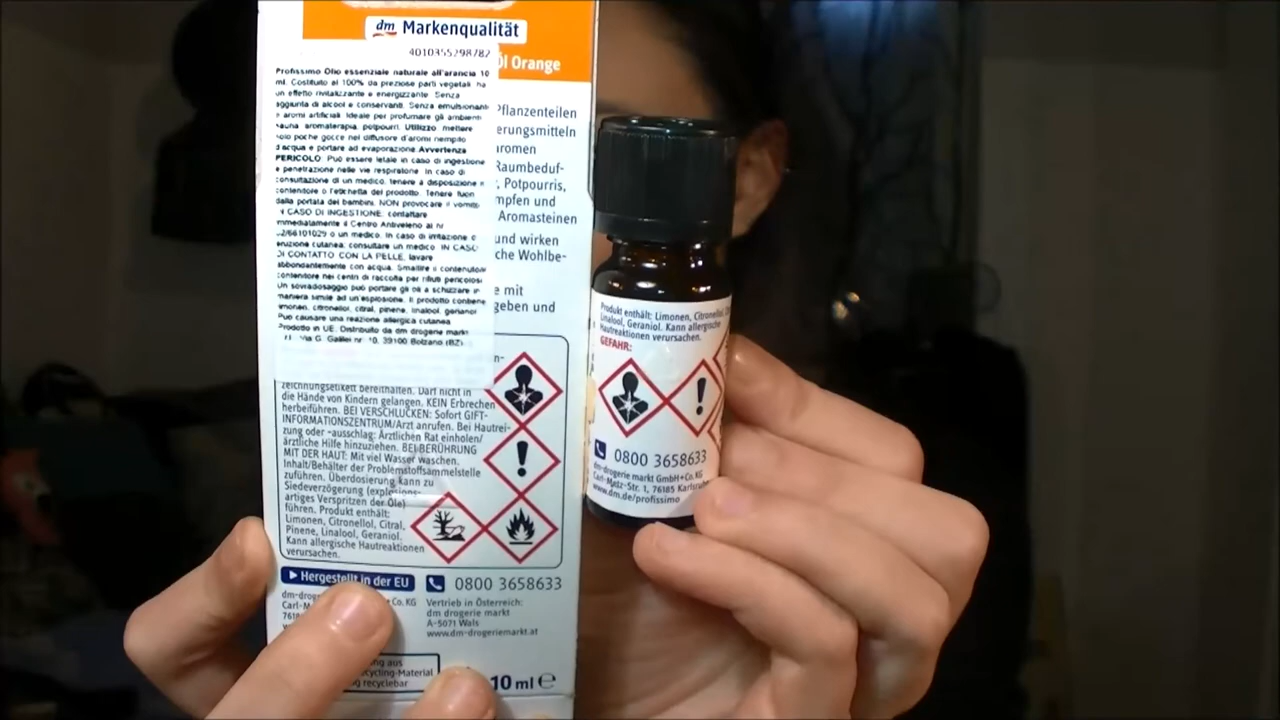 dm Markenqualität
4010355298782
Öl Orange
Profissimo Olio essenziale naturale all'arancia 10
ml. Costituito al 100% da preziose parti vegetali ha
un effetto rivitalizzante e energizzante. Senza
aggiunta di alcool e conservanti. Senza emulsionanti
e aromi artificiali Ideale per profumare gli ambienti
sauna aromaterapia, potpourri. Utilizzo mettere
solo poche gocce nel diffusore d'aromi riempito
d'acqua e portare ad evaporazione. Avvertenza
PERICOLO. Può essere letale in caso di ingestione
e penetrazione nelle vie respiratorie. In caso di
consultazione di un medico, tenere a disposizione il
contenitore o l'etichetta del prodotto. Tenere fuori
dalla portata dei bambini. NON provocare il vomito
IN CASO DI INGESTIONE: contattare
immediatamente il Centro Antiveleno al nr
02/66101029 o un medico. In caso di irritazione o
eruzione cutanea: consultare un medico. IN CASO
DI CONTATTO CON LA PELLE, lavare
abbondantemente con acqua. Smaltire il contenuto/
contenitore nei centri di raccolta per rifiuti pericolosi
Un sovradosaggio può portare gli oli a schizzare in
maniera simile ad un'esplosione. Il prodotto contiene
limonen, citronellol, citral, pinene, linalool, geraniol
Può causare una reazione allergica cutanea
Prodotto in UE. Distribuito da dm drogerie markt
via G. Galilei nr. 10, 39100 Bolzano (BZ)
Pflanzenteilen
erungsmitteln
aromen
Raumbeduf-
, Potpourris,
mpfen und
Aromasteinen
und wirken
che Wohlbe-
e mit
geben und
zeichnungsetikett bereithalten. Darf nicht in
die Hände von Kindern gelangen. KEIN Erbrechen
herbeiführen. BEI VERSCHLUCKEN: Sofort GIFT-
INFORMATIONSZENTRUM/Arzt anrufen. Bei Hautrei-
zung oder -ausschlag: Ärztlichen Rat einholen/
ärztliche Hilfe hinzuziehen. BEI BERÜHRUNG
MIT DER HAUT: Mit viel Wasser waschen.
Inhalt/Behälter der Problemstoffsammelstelle
zuführen. Überdosierung kann zu
Siedeverzögerung (explosions-
artiges Verspritzen der Öle)
führen. Produkt enthält:
Limonen, Citronellol, Citral,
Pinene, Linalool, Geraniol.
Kann allergische Hautreaktionen
verursachen.
Hergestellt in der EU
0800 3658633
dm-drog
Co. KG
Carl-M
761
Vertrieb in Österreich:
dm drogerie markt
A-5071 Wals
www.dm-drogeriemarkt.at
ng aus
cycling-Material
g recyclebar
10 ml e
Produkt enthält: Limonen, Citronellol,
Linalool, Geraniol. Kann allergische
Hautreaktionen verursachen.
GEFAHR:
0800 3658633
dm-drogerie markt GmbH+Co. KG
Carl-Metz-Str. 1, 76185 Karlsruhe
www.dm.de/profissimo